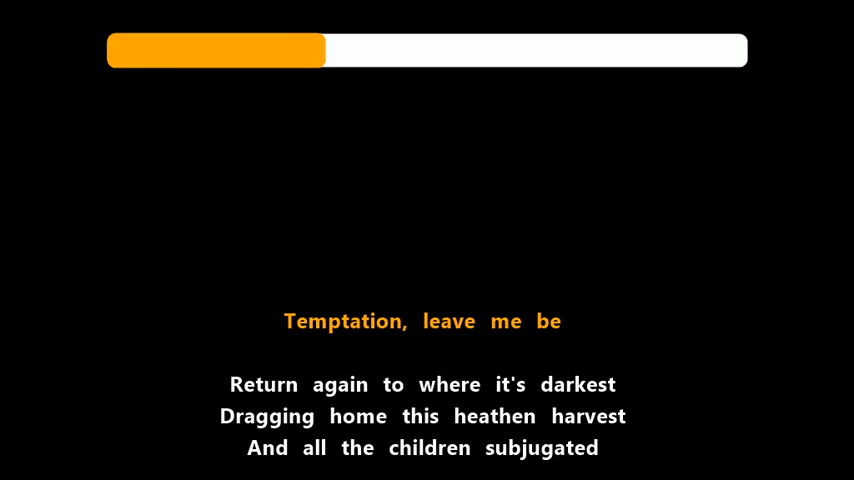 Temptation, leave me be
Return again to where it's darkest
Dragging home this heathen harvest
And all the children subjugated